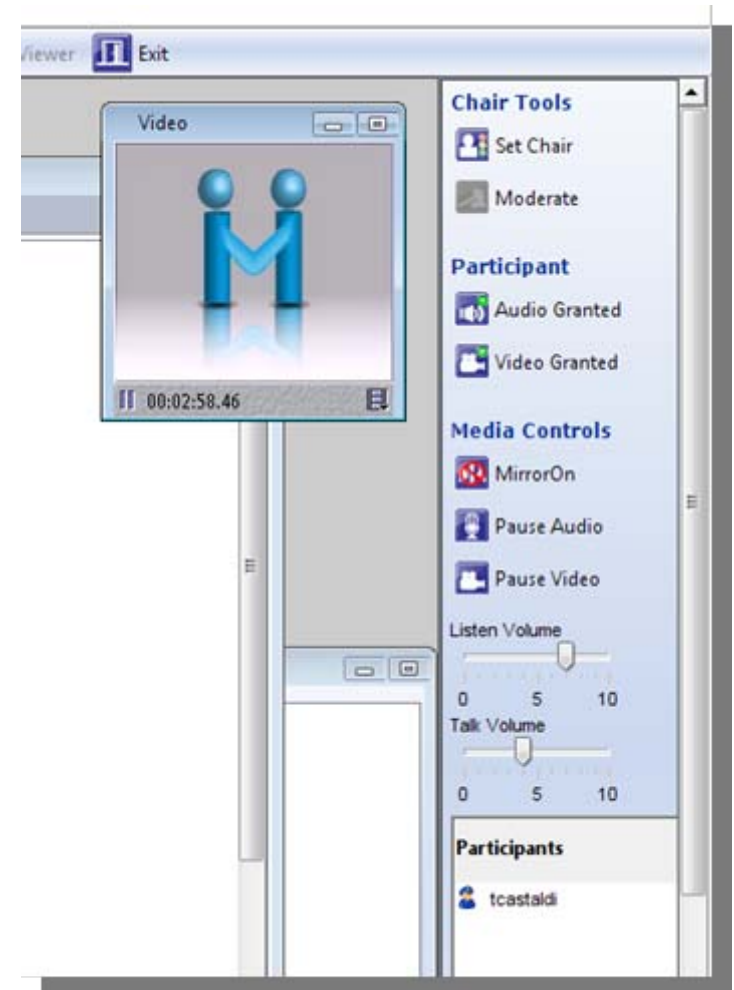 Viewer Exit
Video
00:02:58.46
Chair Tools
Set Chair
Moderate
Participant
Audio Granted
Video Granted
Media Controls
MirrorOn
Pause Audio
Pause Video
Listen Volume
0 5 10
Talk Volume
0 5 10
Participants
tcastaldi